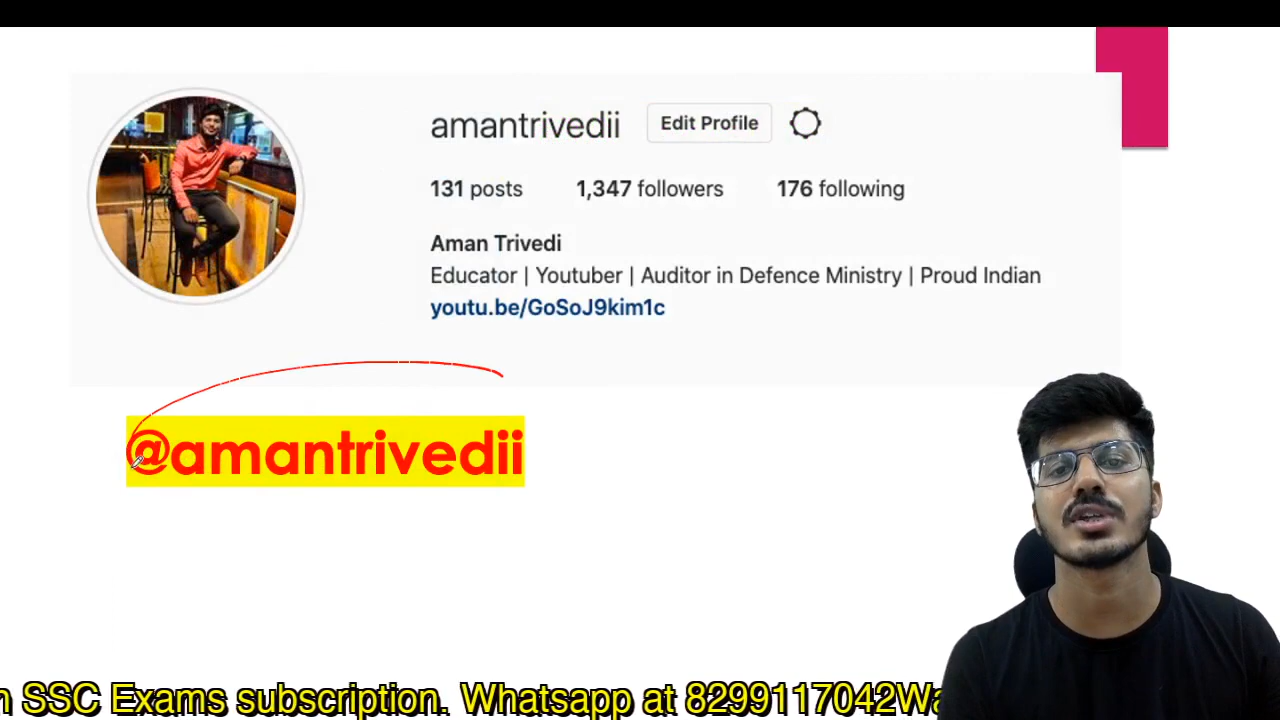 amantrivedii Edit Profile
131 posts 1,347 followers 176 following
Aman Trivedi
Educator | Youtuber | Auditor in Defence Ministry | Proud Indian
youtu.be/GoSoJ9kim1c
@amantrivedii
n SSC Exams subscription. Whatsapp at 8299117042Wa